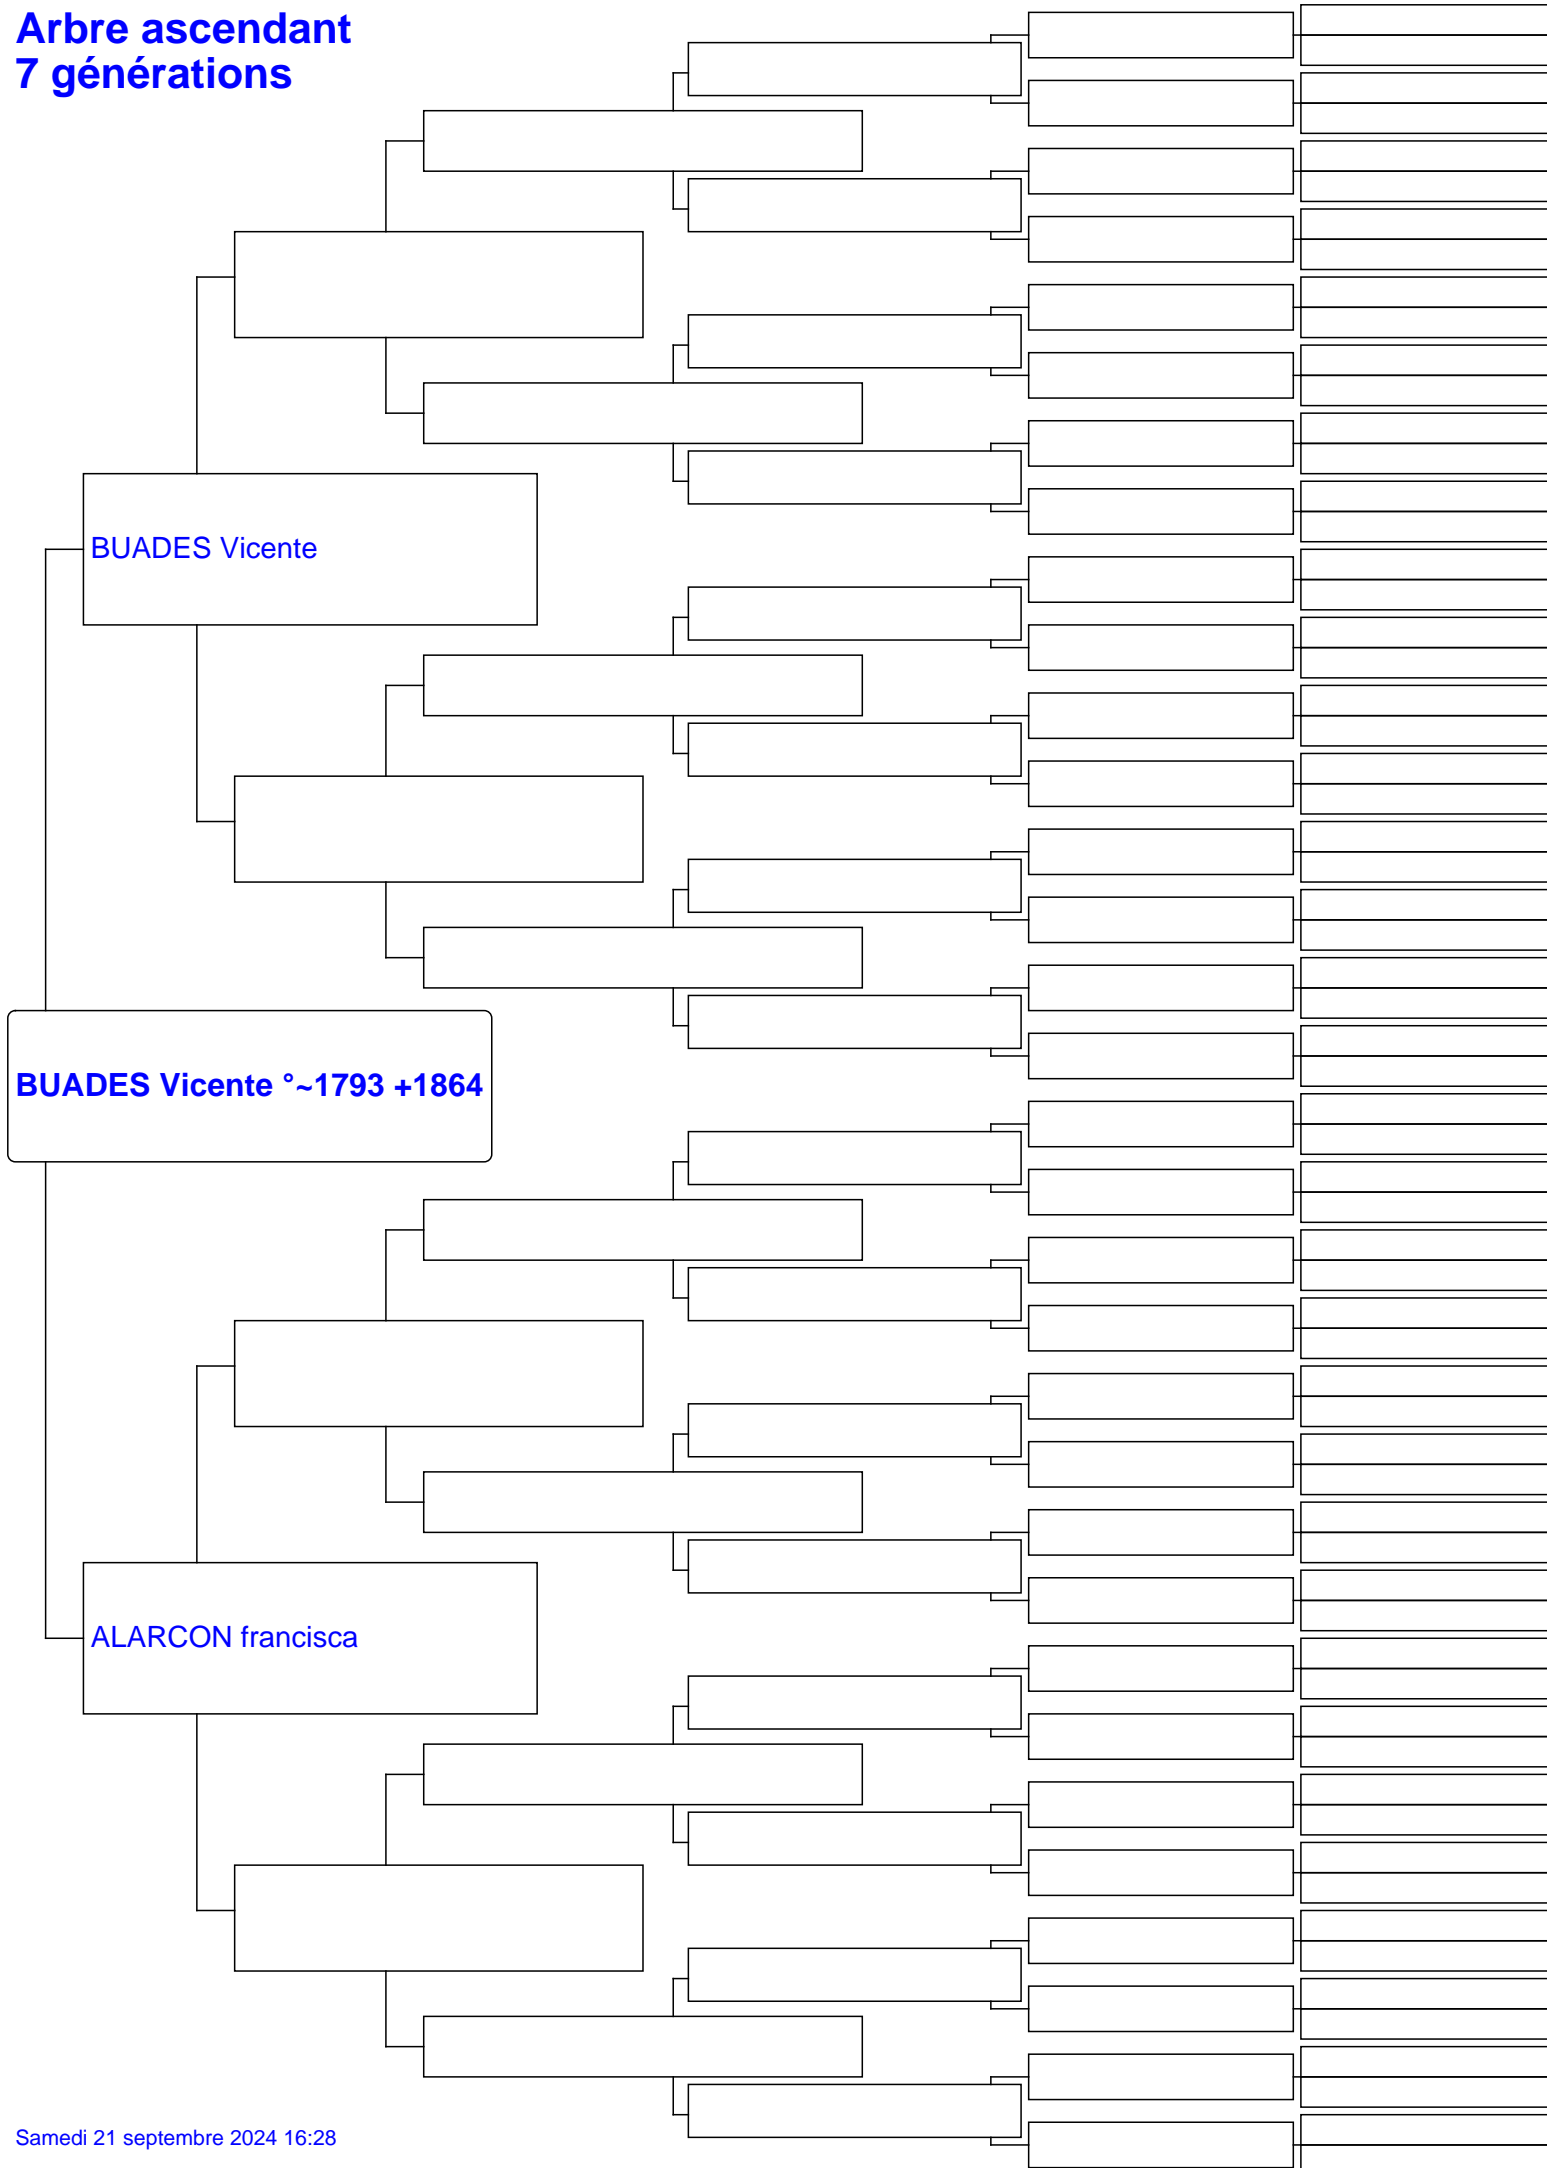 Arbre ascendant
7 générations
BUADES Vicente
BUADES Vicente °~1793 +1864
ALARCON francisca
Samedi 21 septembre 2024 16:28